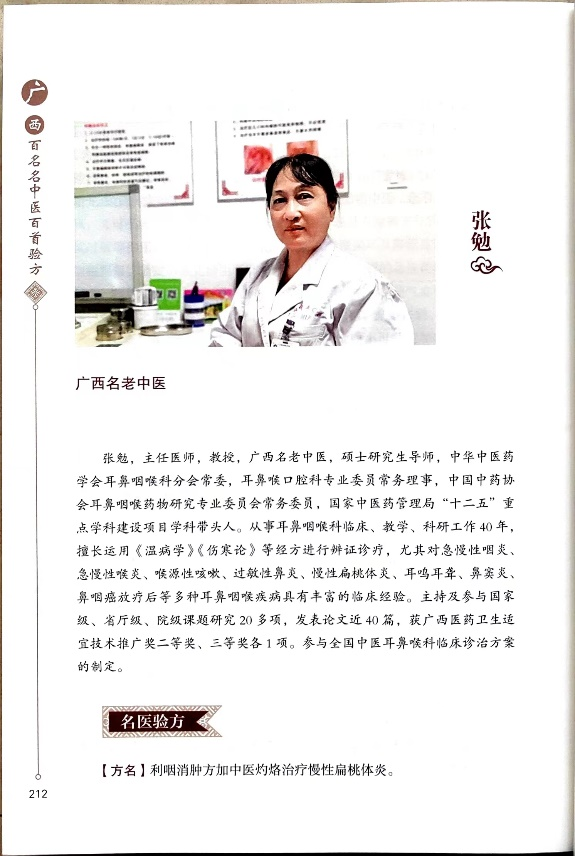 广西百名名中医百首验方
张勉
广西名老中医
张勉，主任医师，教授，广西名老中医，硕士研究生导师，中华中医药
学会耳鼻咽喉科分会常委，耳鼻喉口腔科专业委员常务理事，中国中药协
会耳鼻咽喉药物研究专业委员会常务委员，国家中医药管理局“十二五”重
点学科建设项目学科带头人。从事耳鼻咽喉科临床、教学、科研工作 40 年，
擅长运用《温病学》《伤寒论》等经方进行辨证诊疗，尤其对急慢性咽炎、
急慢性喉炎、喉源性咳嗽、过敏性鼻炎、慢性扁桃体炎、耳鸣耳聋、鼻窦炎、
鼻咽癌放疗后等多种耳鼻咽喉疾病具有丰富的临床经验。主持及参与国家
级、省厅级、院级课题研究 20 多项，发表论文近 40 篇，获广西医药卫生适
宜技术推广奖二等奖、三等奖各 1 项。参与全国中医耳鼻喉科临床诊治方案
的制定。
名医验方
【方名】利咽消肿方加中医灼烙治疗慢性扁桃体炎。
212